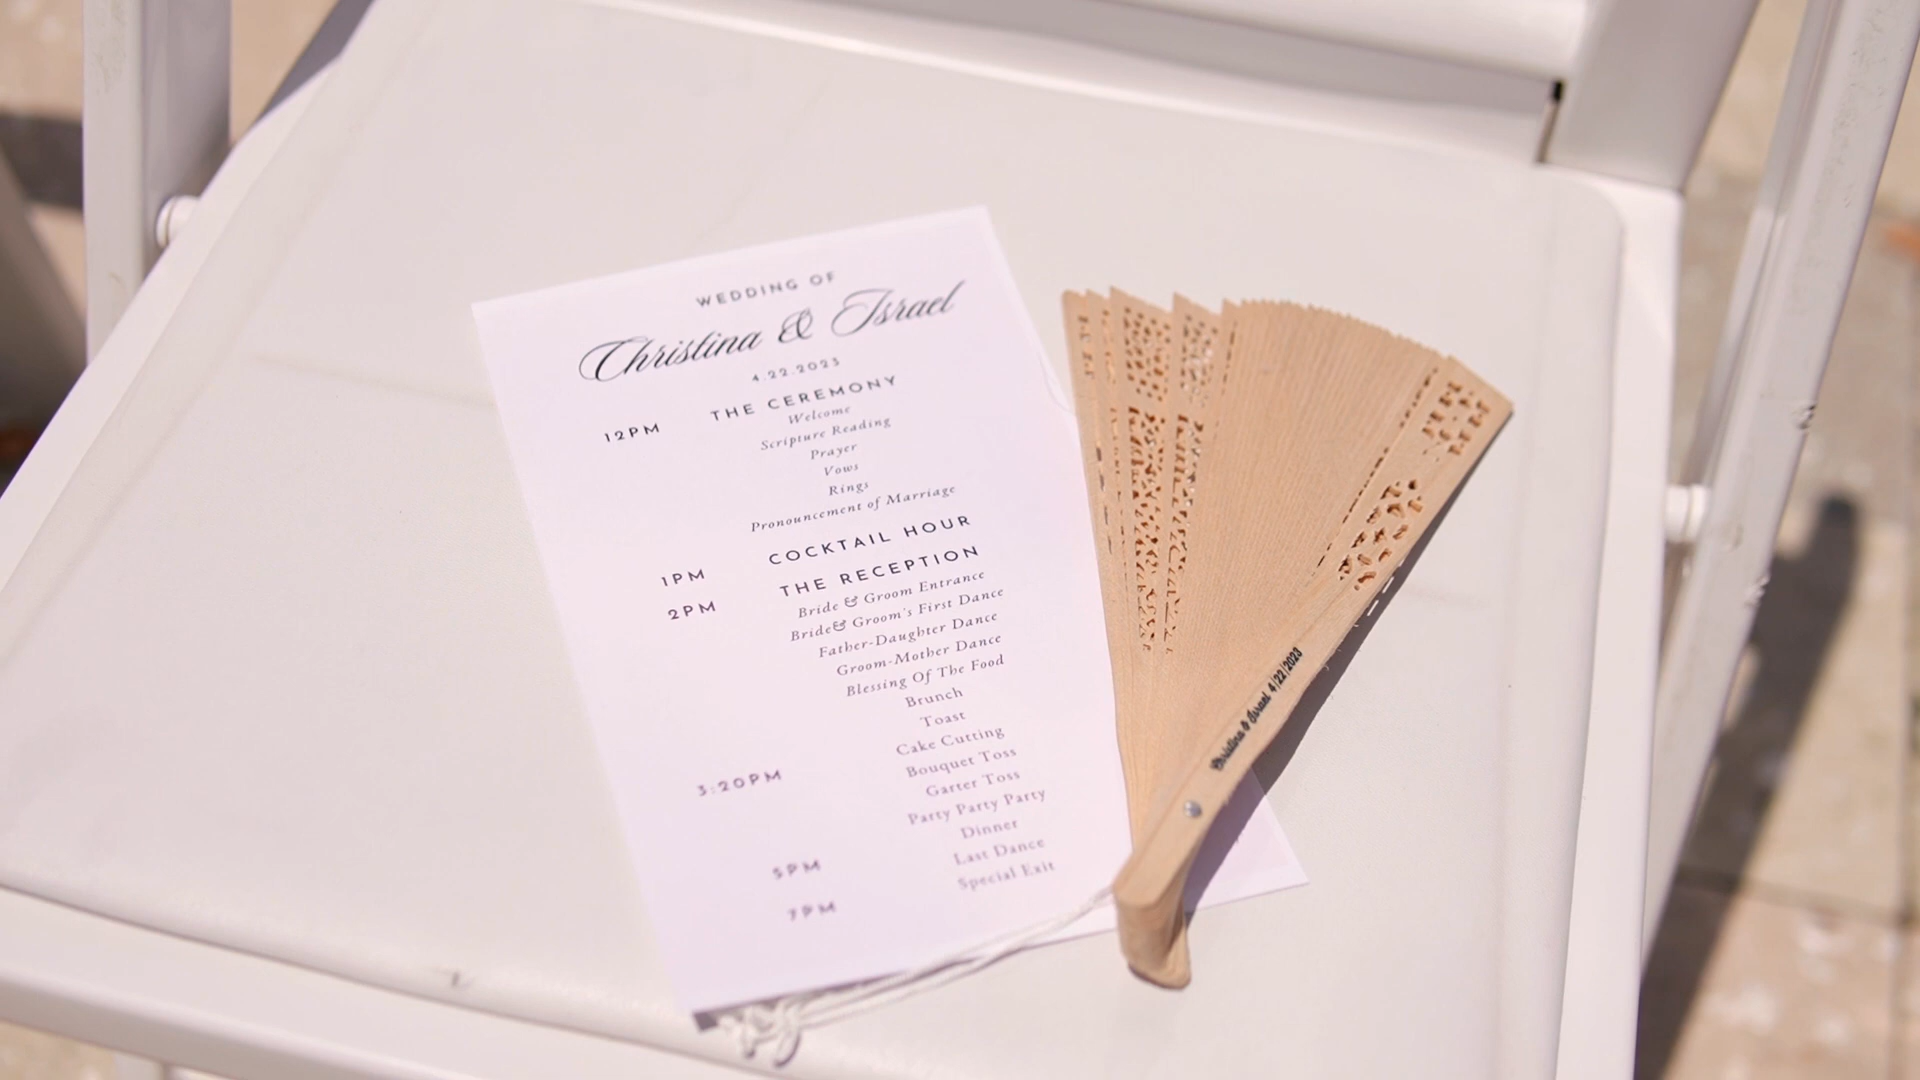 WEDDING OF
Christina & Israel
4.22.2023
12PM THE CEREMONY
Welcome
Scripture Reading
Prayer
Vows
Rings
Pronouncement of Marriage
1PM COCKTAIL HOUR
2PM THE RECEPTION
Bride & Groom Entrance
Bride& Groom's First Dance
Father-Daughter Dance
Groom-Mother Dance
Blessing Of The Food
Brunch
Toast
3:20PM Cake Cutting
Bouquet Toss
Garter Toss
Party Party Party
5PM Dinner
Last Dance
7PM Special Exit
Christina & Israel 4/22/2023